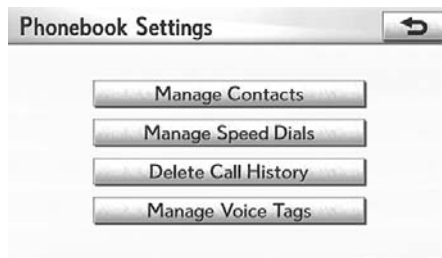 Phonebook Settings
Manage Contacts
Manage Speed Dials
Delete Call History
Manage Voice Tags